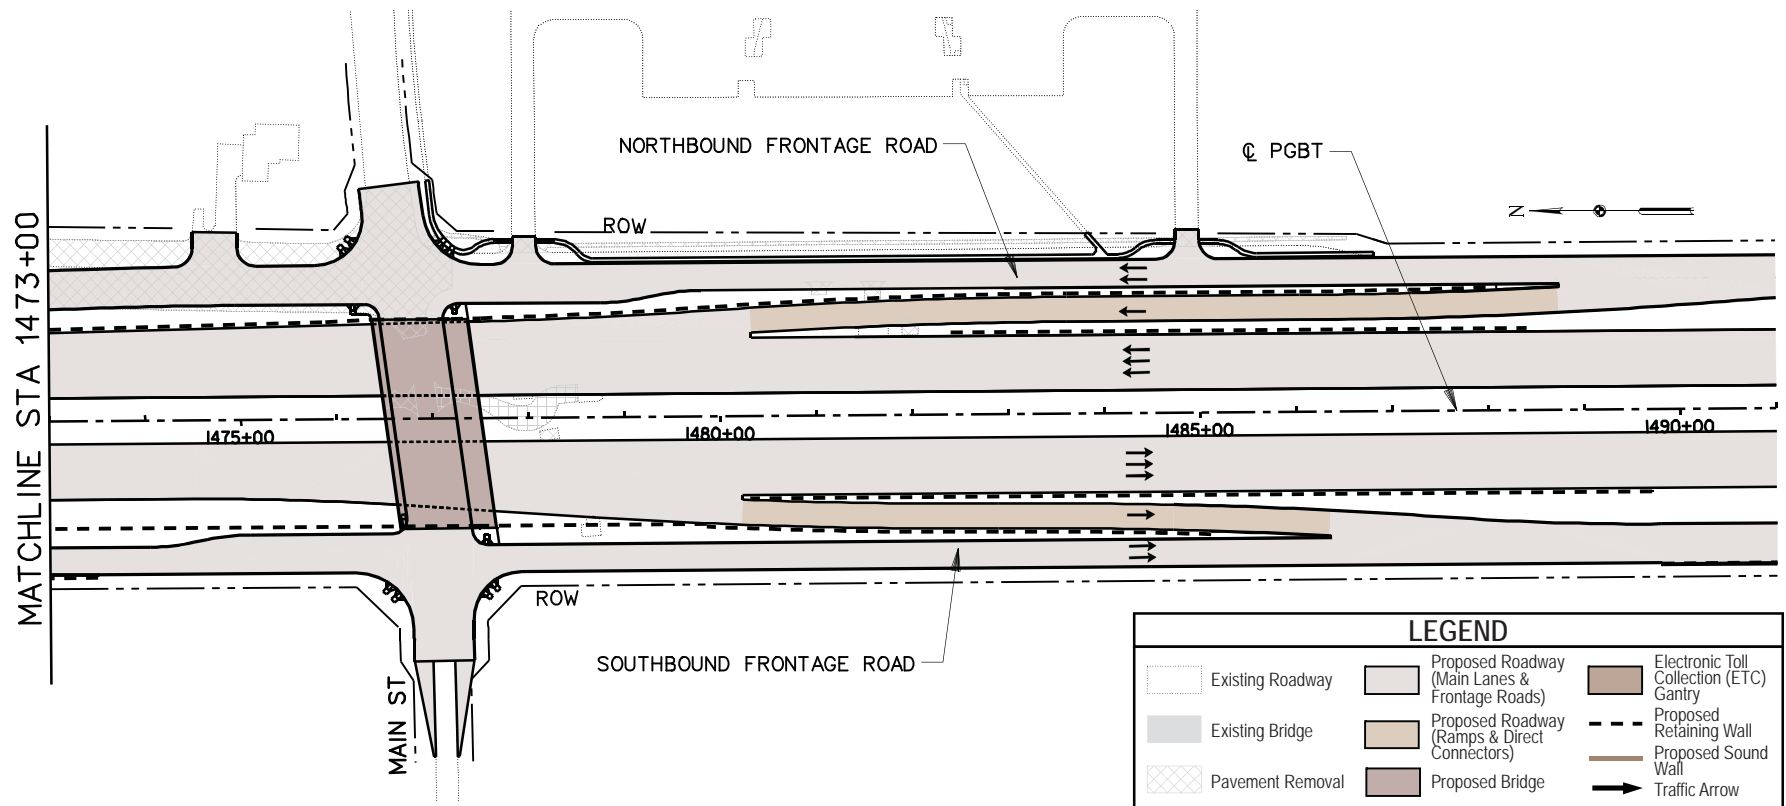 NORTHBOUND FRONTAGE ROAD
℄ PGBT
N
ROW
MATCHLINE STA 1473+00
1475+00
1480+00
1485+00
1490+00
ROW
SOUTHBOUND FRONTAGE ROAD
MAIN ST
LEGEND
Existing Roadway
Existing Bridge
Pavement Removal
Proposed Roadway
(Main Lanes &
Frontage Roads)
Proposed Roadway
(Ramps & Direct
Connectors)
Proposed Bridge
Electronic Toll
Collection (ETC)
Gantry
Proposed
Retaining Wall
Proposed Sound
Wall
Traffic Arrow